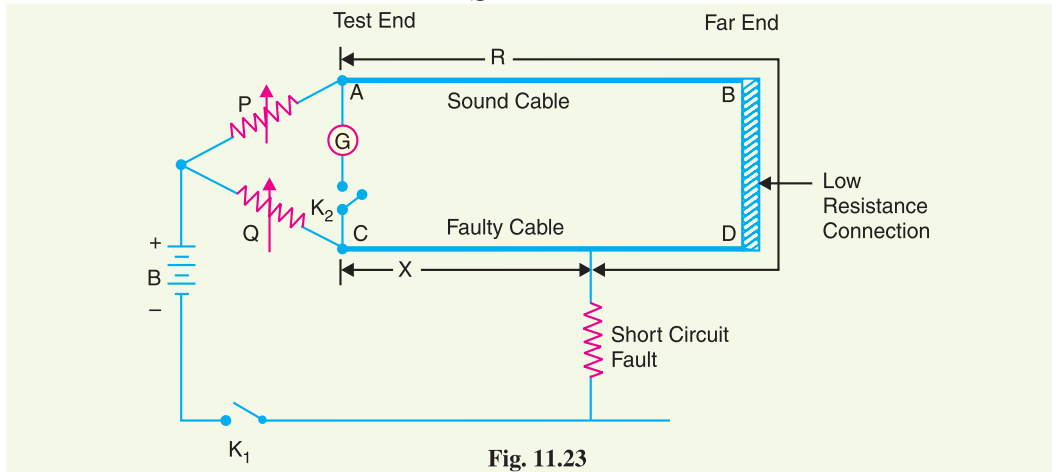 Test End
Far End
R
P
A
Sound Cable
B
G
Low
Resistance
Connection
K2
Q
C
Faulty Cable
D
+
B
–
X
Short Circuit
Fault
K1
Fig. 11.23